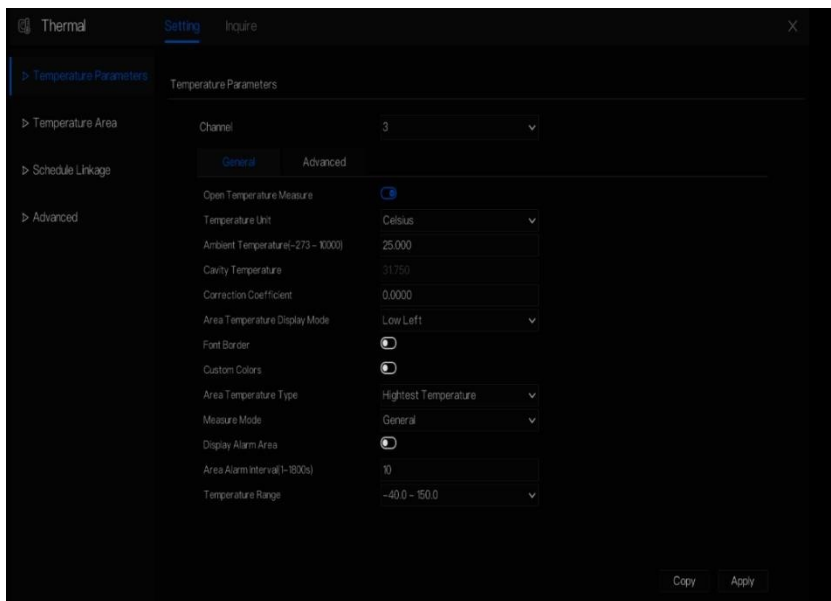 Thermal Setting Inquire X
▷ Temperature Parameters
Temperature Parameters
▷ Temperature Area
Channel 3
▷ Schedule Linkage
General Advanced
▷ Advanced
Open Temperature Measure
Temperature Unit Celsius
Ambient Temperature(-273 ~ 10000) 25.000
Cavity Temperature 31.750
Correction Coefficient 0.0000
Area Temperature Display Mode Low Left
Font Border
Custom Colors
Area Temperature Type Hightest Temperature
Measure Mode General
Display Alarm Area
Area Alarm Interval(1~1800s) 10
Temperature Range -40.0 ~ 150.0
Copy Apply